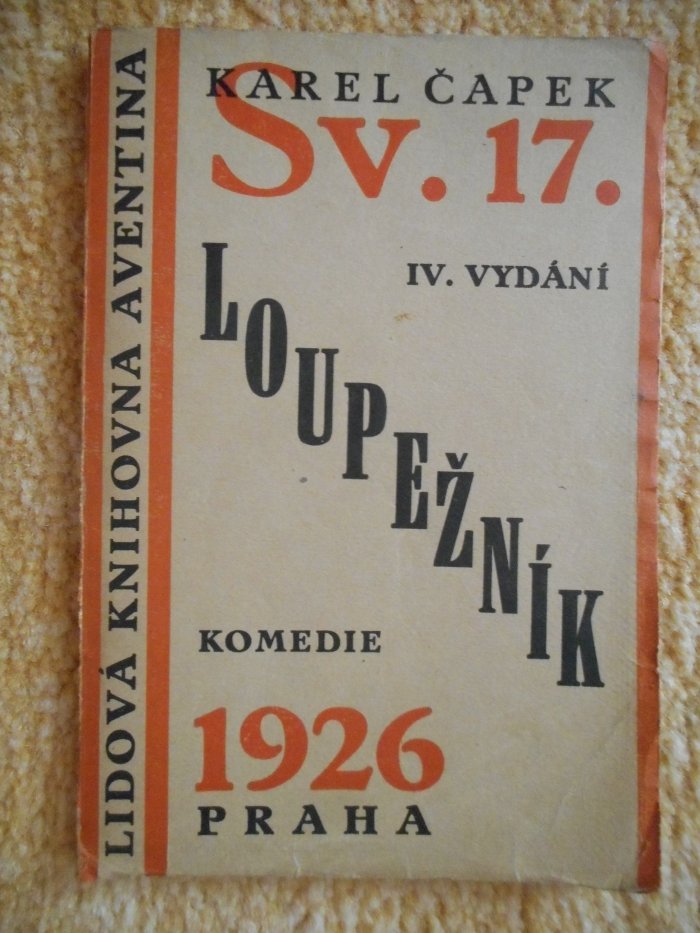 LIDOVÁ KNIHOVNA AVENTINA
KAREL ČAPEK
Sv. 17.
IV. VYDÁNÍ
LOUPEŽNÍK
KOMEDIE
1926
PRAHA